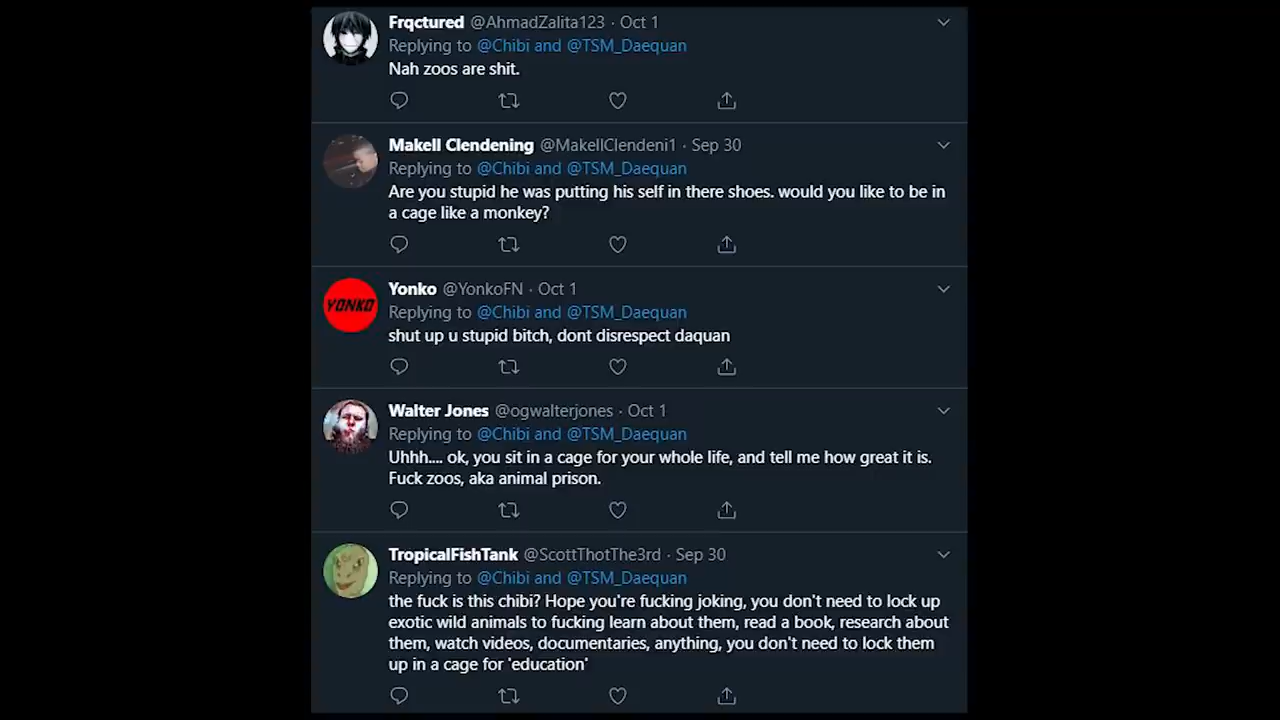 Frqctured @AhmadZalita123 · Oct 1
Replying to @Chibi and @TSM_Daequan
Nah zoos are shit.
Makell Clendening @MakellClendeni1 · Sep 30
Replying to @Chibi and @TSM_Daequan
Are you stupid he was putting his self in there shoes. would you like to be in
a cage like a monkey?
YONKO
Yonko @YonkoFN · Oct 1
Replying to @Chibi and @TSM_Daequan
shut up u stupid bitch, dont disrespect daquan
Walter Jones @ogwalterjones · Oct 1
Replying to @Chibi and @TSM_Daequan
Uhhh.... ok, you sit in a cage for your whole life, and tell me how great it is.
Fuck zoos, aka animal prison.
TropicalFishTank @ScottThotThe3rd · Sep 30
Replying to @Chibi and @TSM_Daequan
the fuck is this chibi? Hope you're fucking joking, you don't need to lock up
exotic wild animals to fucking learn about them, read a book, research about
them, watch videos, documentaries, anything, you don't need to lock them
up in a cage for 'education'